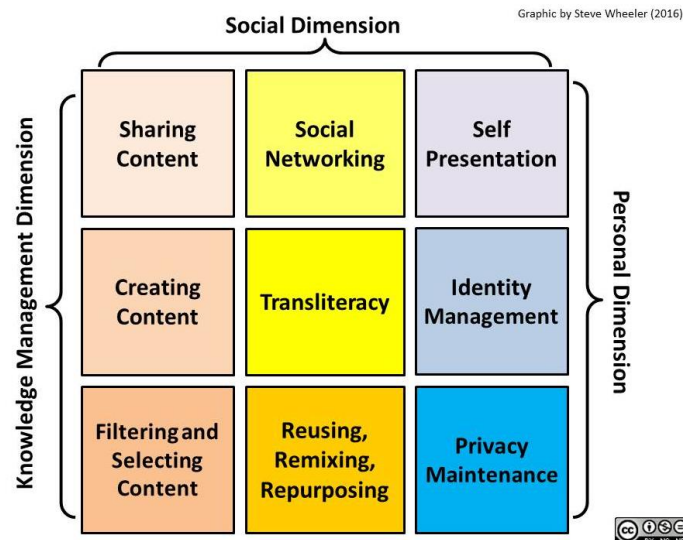 Graphic by Steve Wheeler (2016)
Social Dimension
Knowledge Management Dimension
Sharing
Content
Social
Networking
Self
Presentation
Creating
Content
Transliteracy
Identity
Management
Filtering and
Selecting
Content
Reusing,
Remixing,
Repurposing
Privacy
Maintenance
Personal Dimension
cc